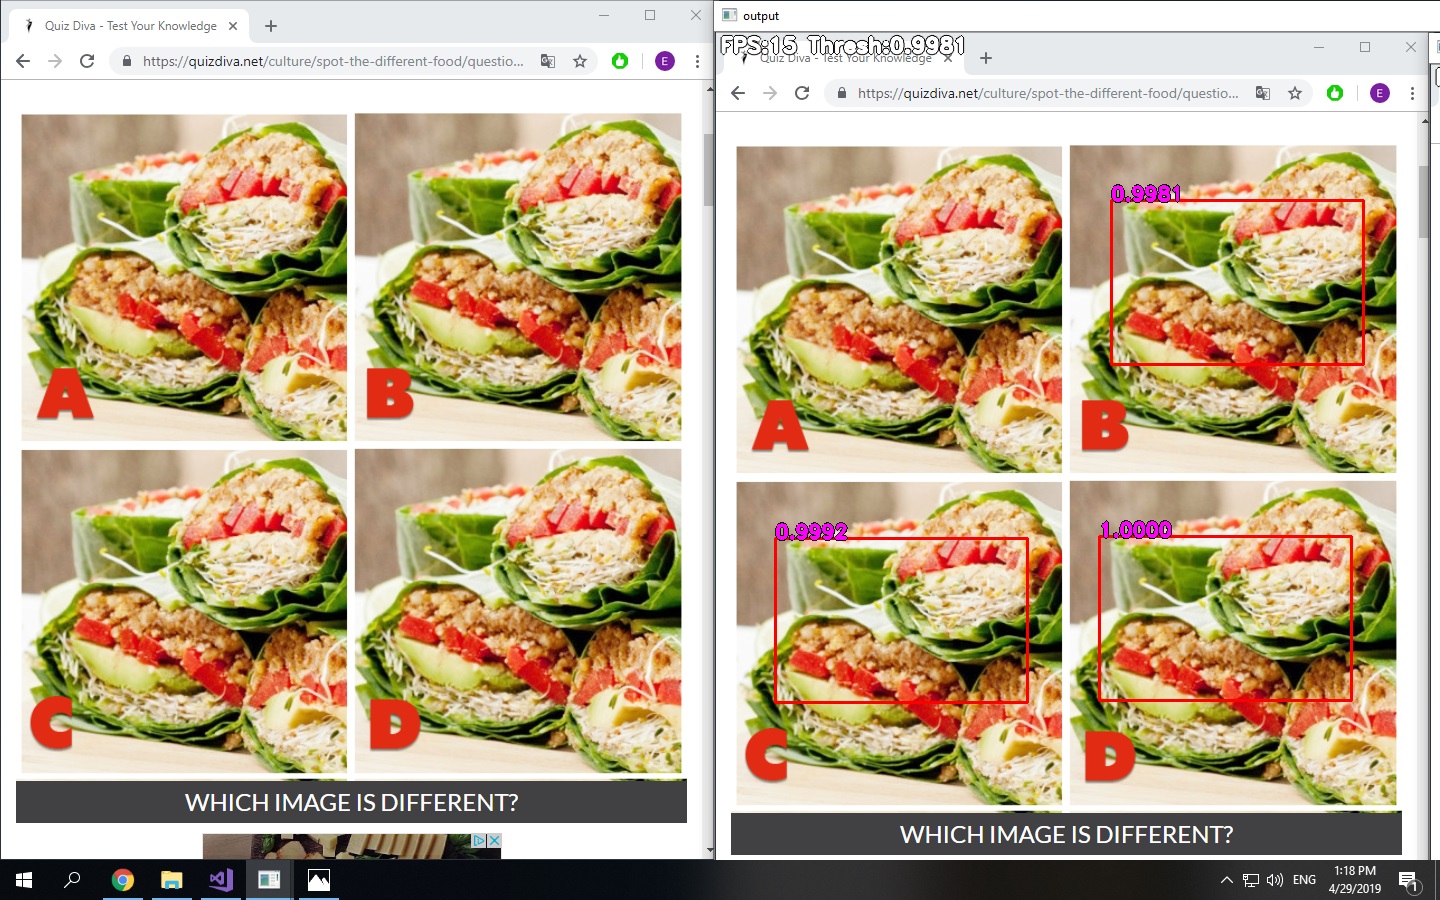 Quiz Diva - Test Your Knowledge
https://quizdiva.net/culture/spot-the-different-food/questio...
E
A
B
C
D
WHICH IMAGE IS DIFFERENT?
output
FPS:15 Thresh:0.9981
Quiz Diva - Test Your Knowledge
https://quizdiva.net/culture/spot-the-different-food/questio...
E
0.9981
A
B
0.9992
1.0000
C
D
WHICH IMAGE IS DIFFERENT?
ENG
1:18 PM
4/29/2019
1